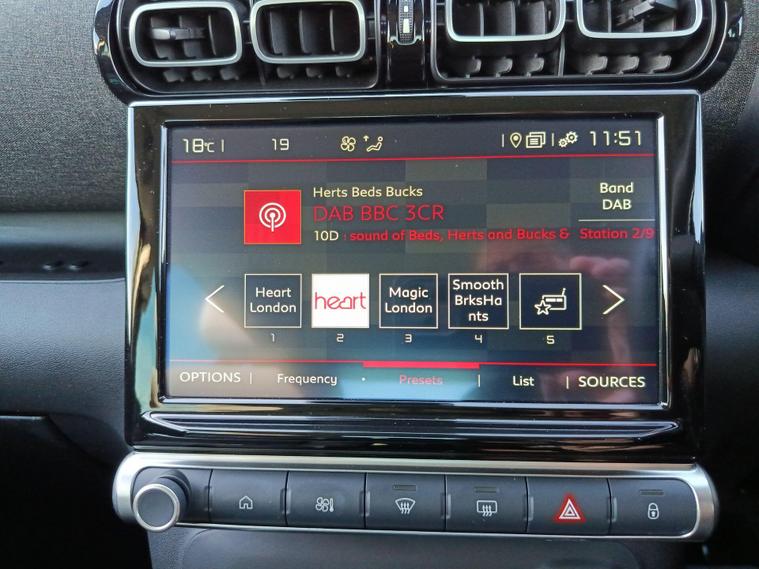 18°C 19 11:51
Herts Beds Bucks
DAB BBC 3CR
10D : sound of Beds, Herts and Bucks &
Band
DAB
Station 2/9
Heart
London
1
heart
2
Magic
London
3
Smooth
BrksHa
nts
4
5
OPTIONS Frequency Presets List SOURCES